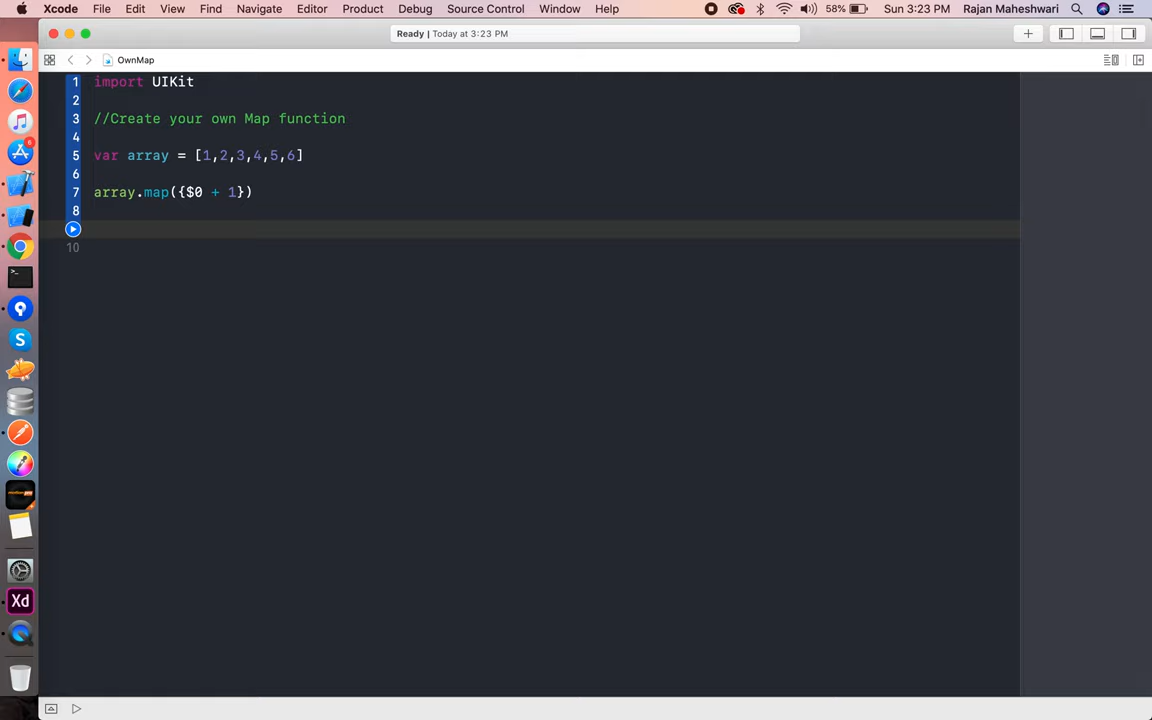 Xcode File Edit View Find Navigate Editor Product Debug Source Control Window Help 58% Sun 3:23 PM Rajan Maheshwari
Ready | Today at 3:23 PM
OwnMap
1 import UIKit
2
3 //Create your own Map function
4
5 var array = [1,2,3,4,5,6]
6
7 array.map({$0 + 1})
8
10
S
Xd